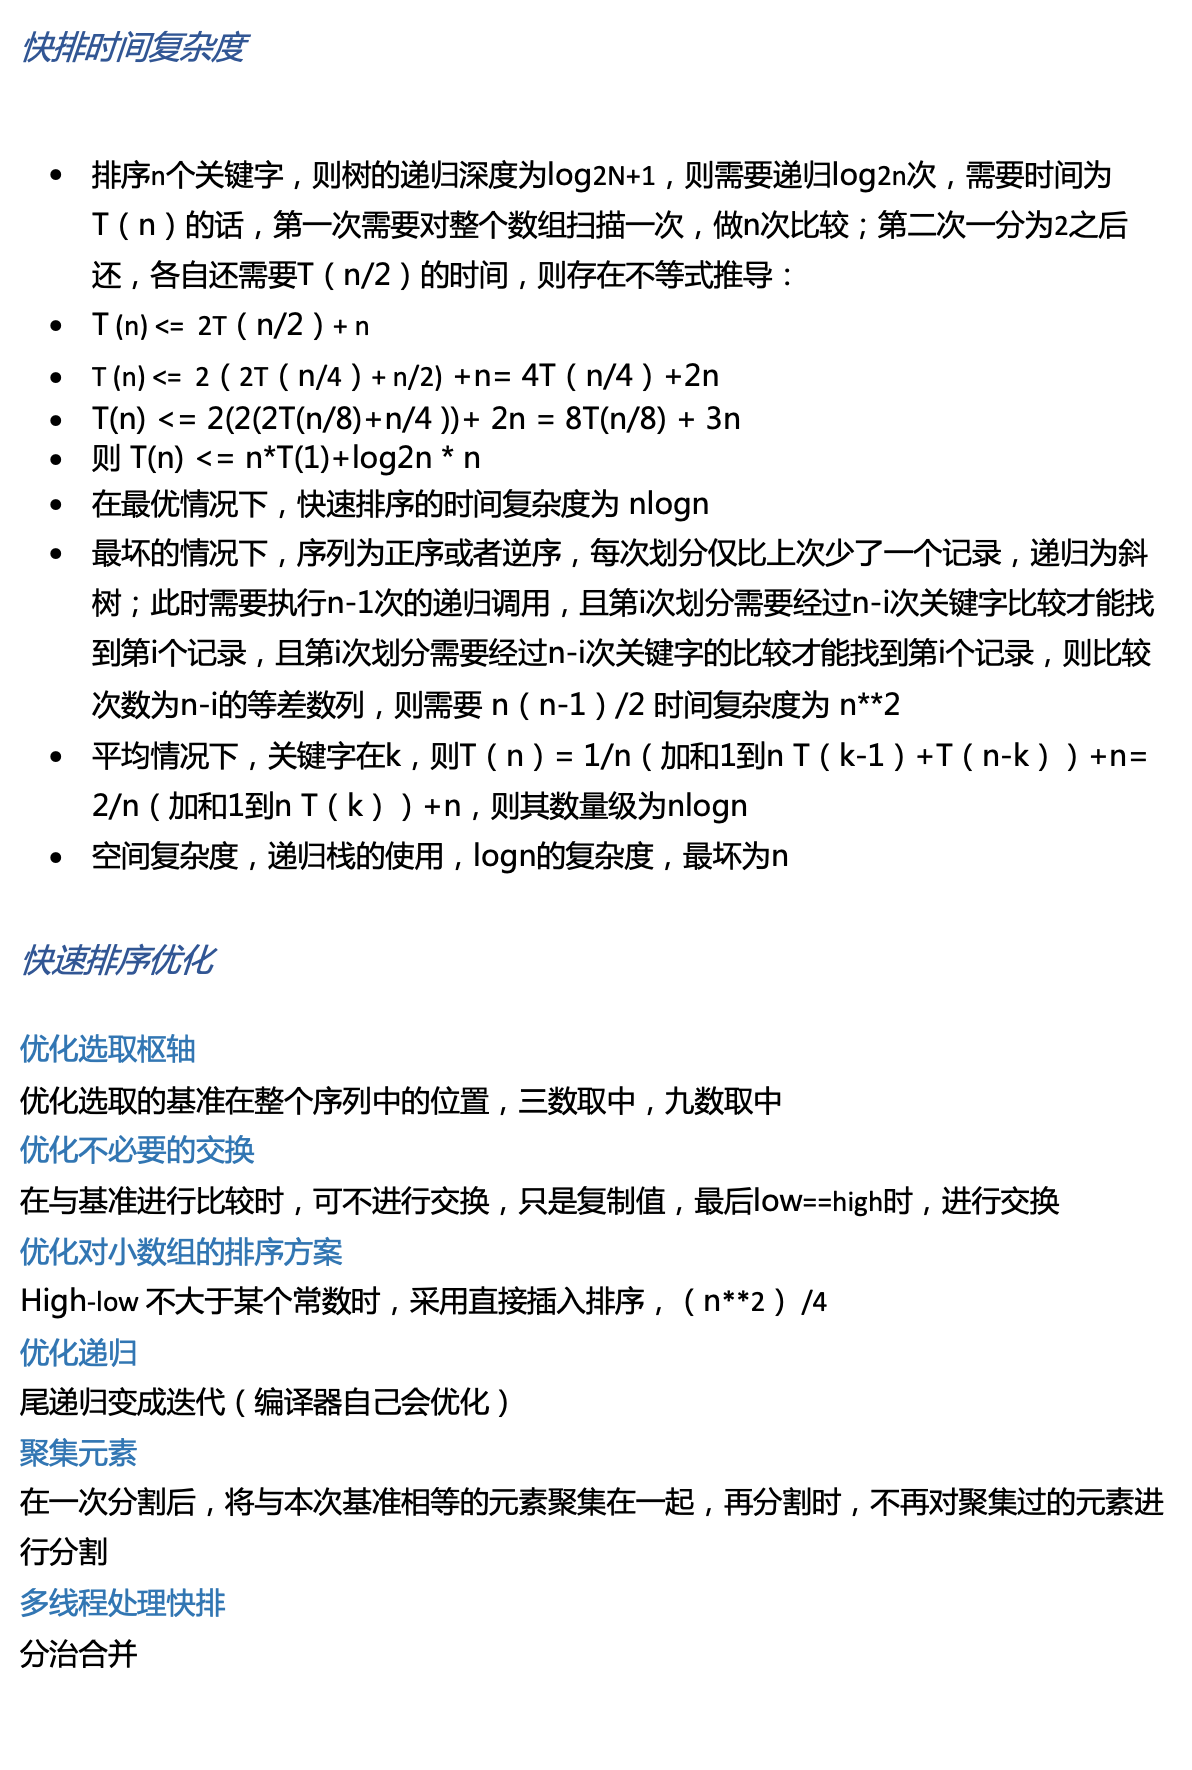 快排时间复杂度
• 排序n个关键字，则树的递归深度为log2N+1，则需要递归log2n次，需要时间为
T（n）的话，第一次需要对整个数组扫描一次，做n次比较；第二次一分为2之后
还，各自还需要T（n/2）的时间，则存在不等式推导：
• T (n) <= 2T（n/2）+ n
• T (n) <= 2（2T（n/4）+ n/2) +n= 4T（n/4）+2n
• T(n) <= 2(2(2T(n/8)+n/4 ))+ 2n = 8T(n/8) + 3n
• 则 T(n) <= n*T(1)+log2n * n
• 在最优情况下，快速排序的时间复杂度为 nlogn
• 最坏的情况下，序列为正序或者逆序，每次划分仅比上次少了一个记录，递归为斜
树；此时需要执行n-1次的递归调用，且第i次划分需要经过n-i次关键字比较才能找
到第i个记录，且第i次划分需要经过n-i次关键字的比较才能找到第i个记录，则比较
次数为n-i的等差数列，则需要 n（n-1）/2 时间复杂度为 n**2
• 平均情况下，关键字在k，则T（n）= 1/n（加和1到n T（k-1）+T（n-k））+n=
2/n（加和1到n T（k））+n，则其数量级为nlogn
• 空间复杂度，递归栈的使用，logn的复杂度，最坏为n
快速排序优化
优化选取枢轴
优化选取的基准在整个序列中的位置，三数取中，九数取中
优化不必要的交换
在与基准进行比较时，可不进行交换，只是复制值，最后low==high时，进行交换
优化对小数组的排序方案
High-low 不大于某个常数时，采用直接插入排序，（n**2） /4
优化递归
尾递归变成迭代（编译器自己会优化）
聚集元素
在一次分割后，将与本次基准相等的元素聚集在一起，再分割时，不再对聚集过的元素进
行分割
多线程处理快排
分治合并